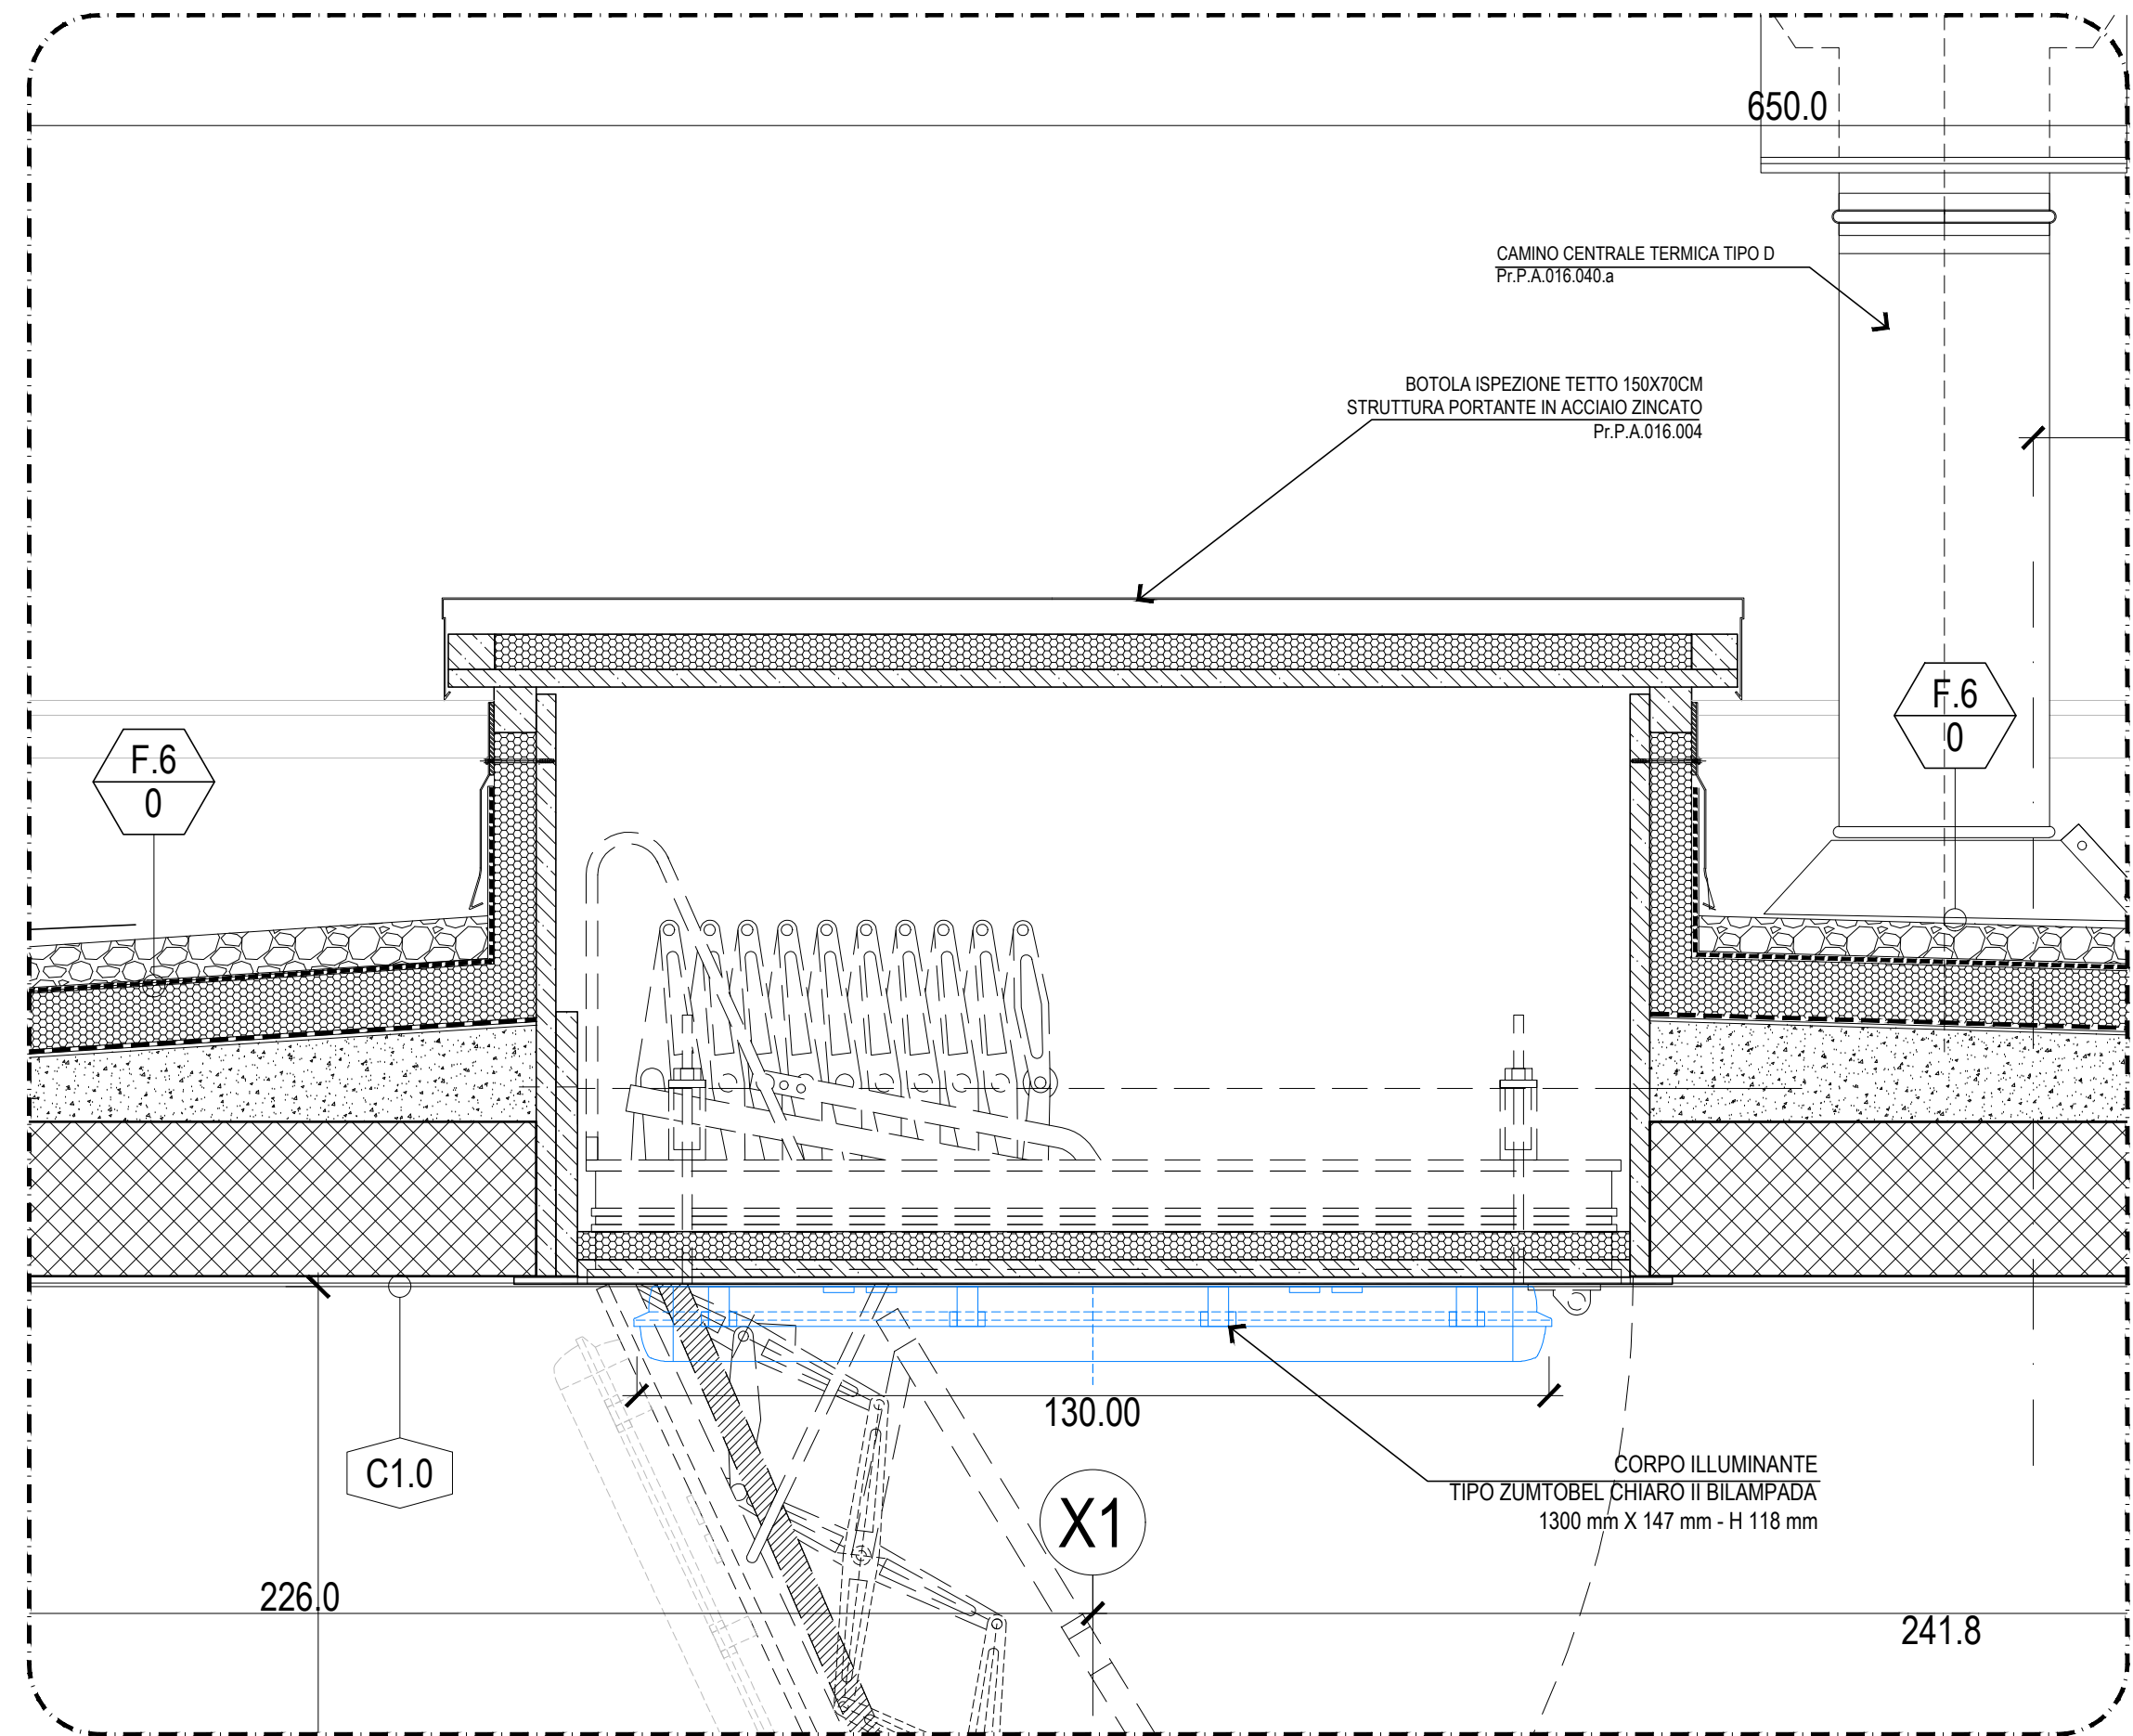 650.0
CAMINO CENTRALE TERMICA TIPO D
Pr.P.A.016.040.a
BOTOLA ISPEZIONE TETTO 150X70CM
STRUTTURA PORTANTE IN ACCIAIO ZINCATO
Pr.P.A.016.004
F.6
0
F.6
0
130.00
C1.0
CORPO ILLUMINANTE
TIPO ZUMTOBEL CHIARO II BILAMPADA
1300 mm X 147 mm - H 118 mm
X1
226.0
241.8